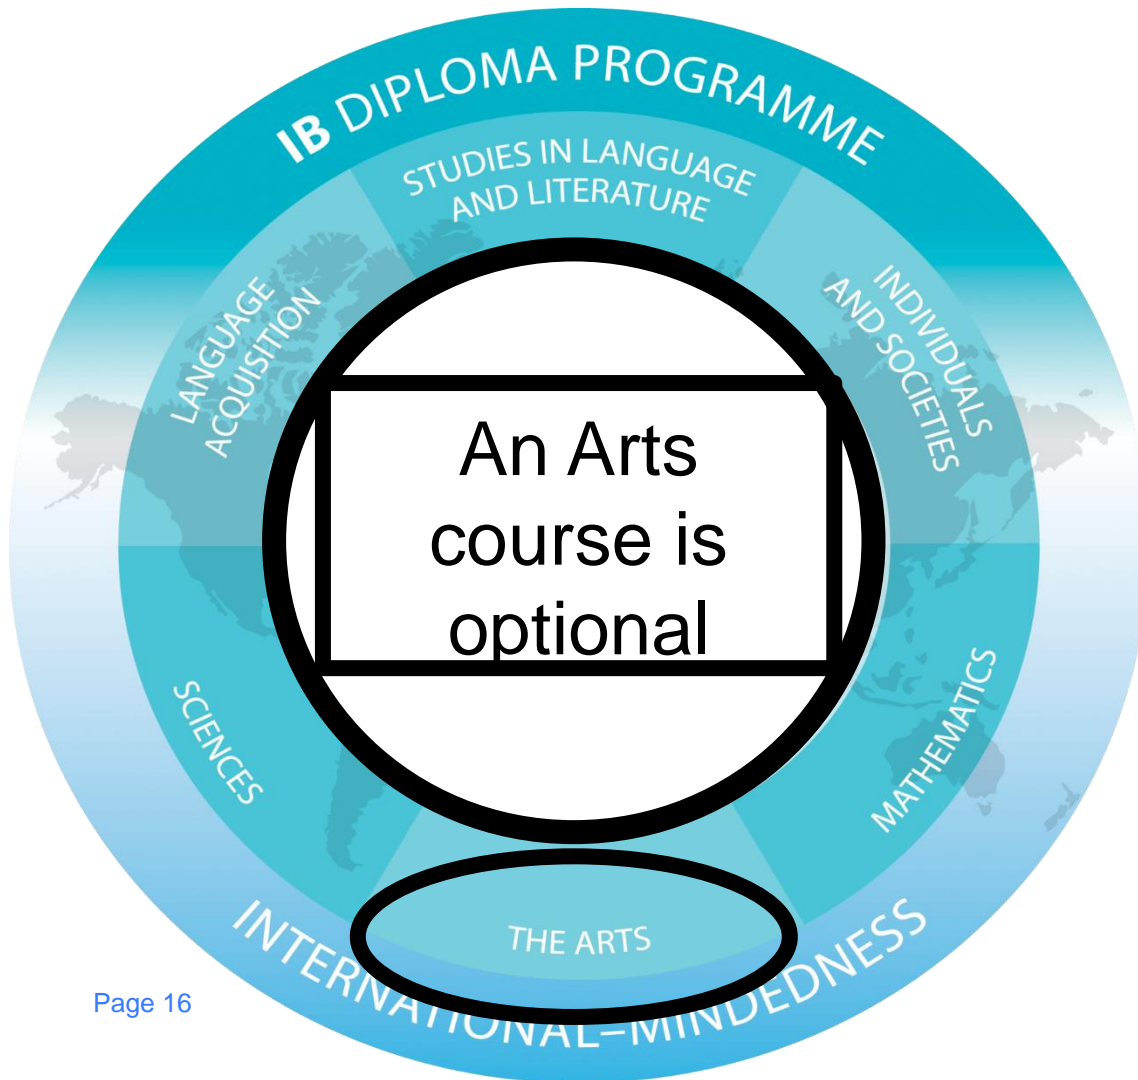 IB DIPLOMA PROGRAMME
STUDIES IN LANGUAGE
AND LITERATURE
LANGUAGE
ACQUISITION
INDIVIDUALS
AND SOCIETIES
An Arts
course is
optional
SCIENCES
MATHEMATICS
THE ARTS
INTERNATIONAL–MINDEDNESS
Page 16